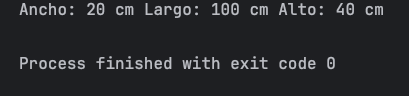 Ancho: 20 cm Largo: 100 cm Alto: 40 cm
Process finished with exit code 0